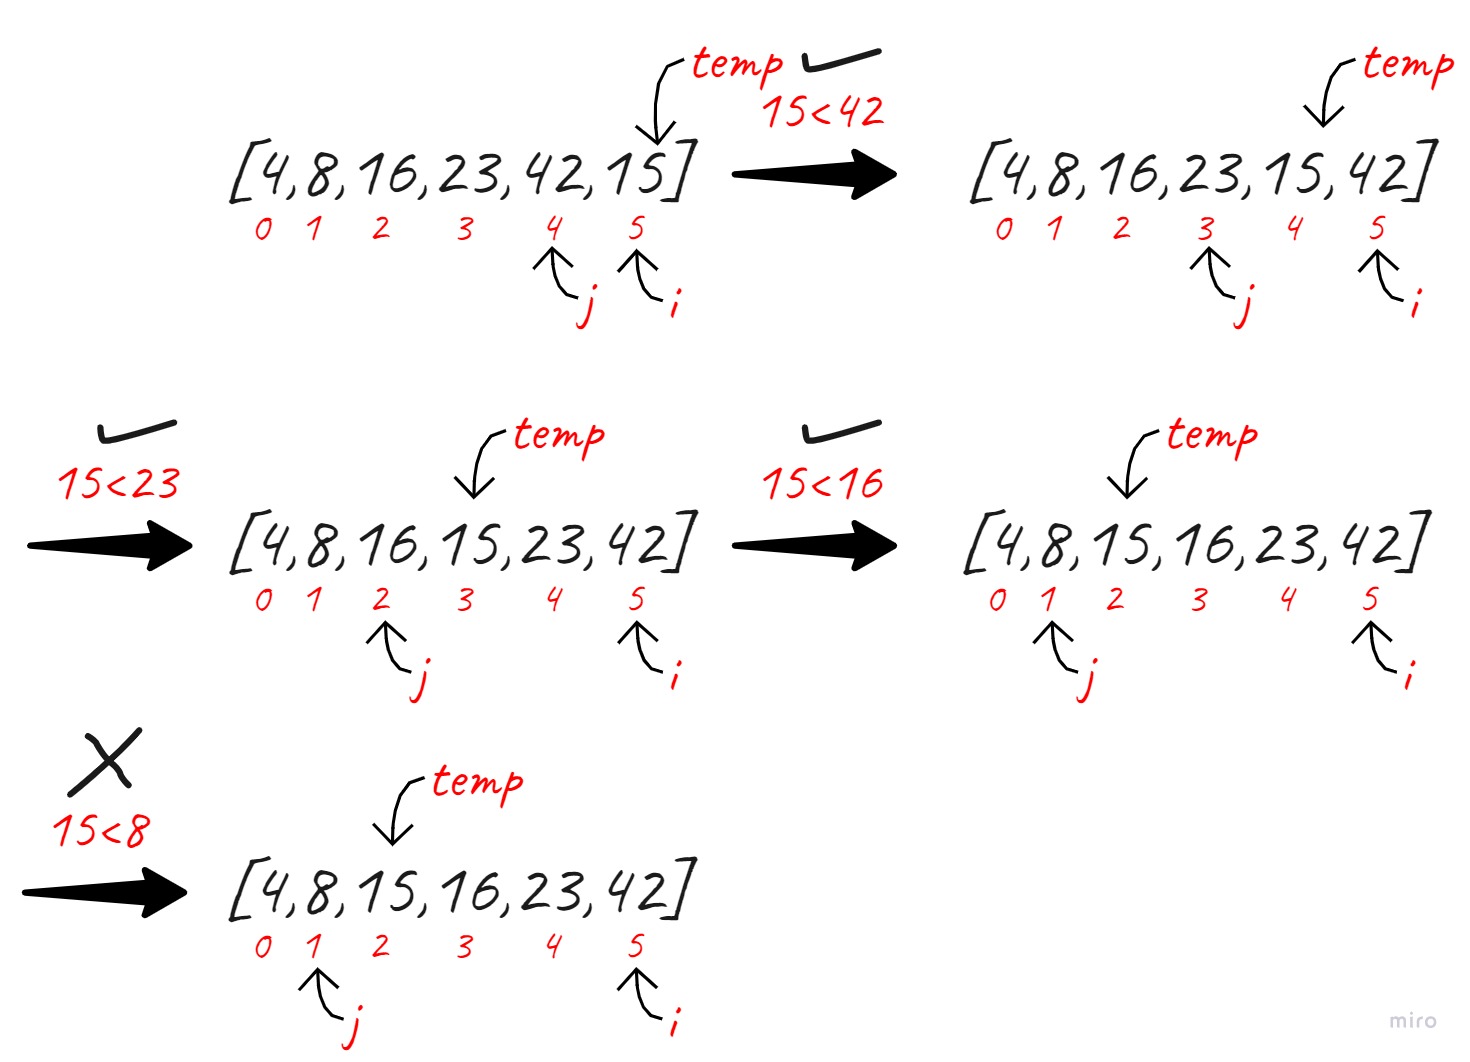 temp
15<42
temp
[4,8,16,23,42,15]
[4,8,16,23,15,42]
0 1 2 3 4 5
0 1 2 3 4 5
j i
j i
temp
temp
15<23
15<16
[4,8,16,15,23,42]
[4,8,15,16,23,42]
0 1 2 3 4 5
0 1 2 3 4 5
j i
j i
temp
15<8
[4,8,15,16,23,42]
0 1 2 3 4 5
j i
miro